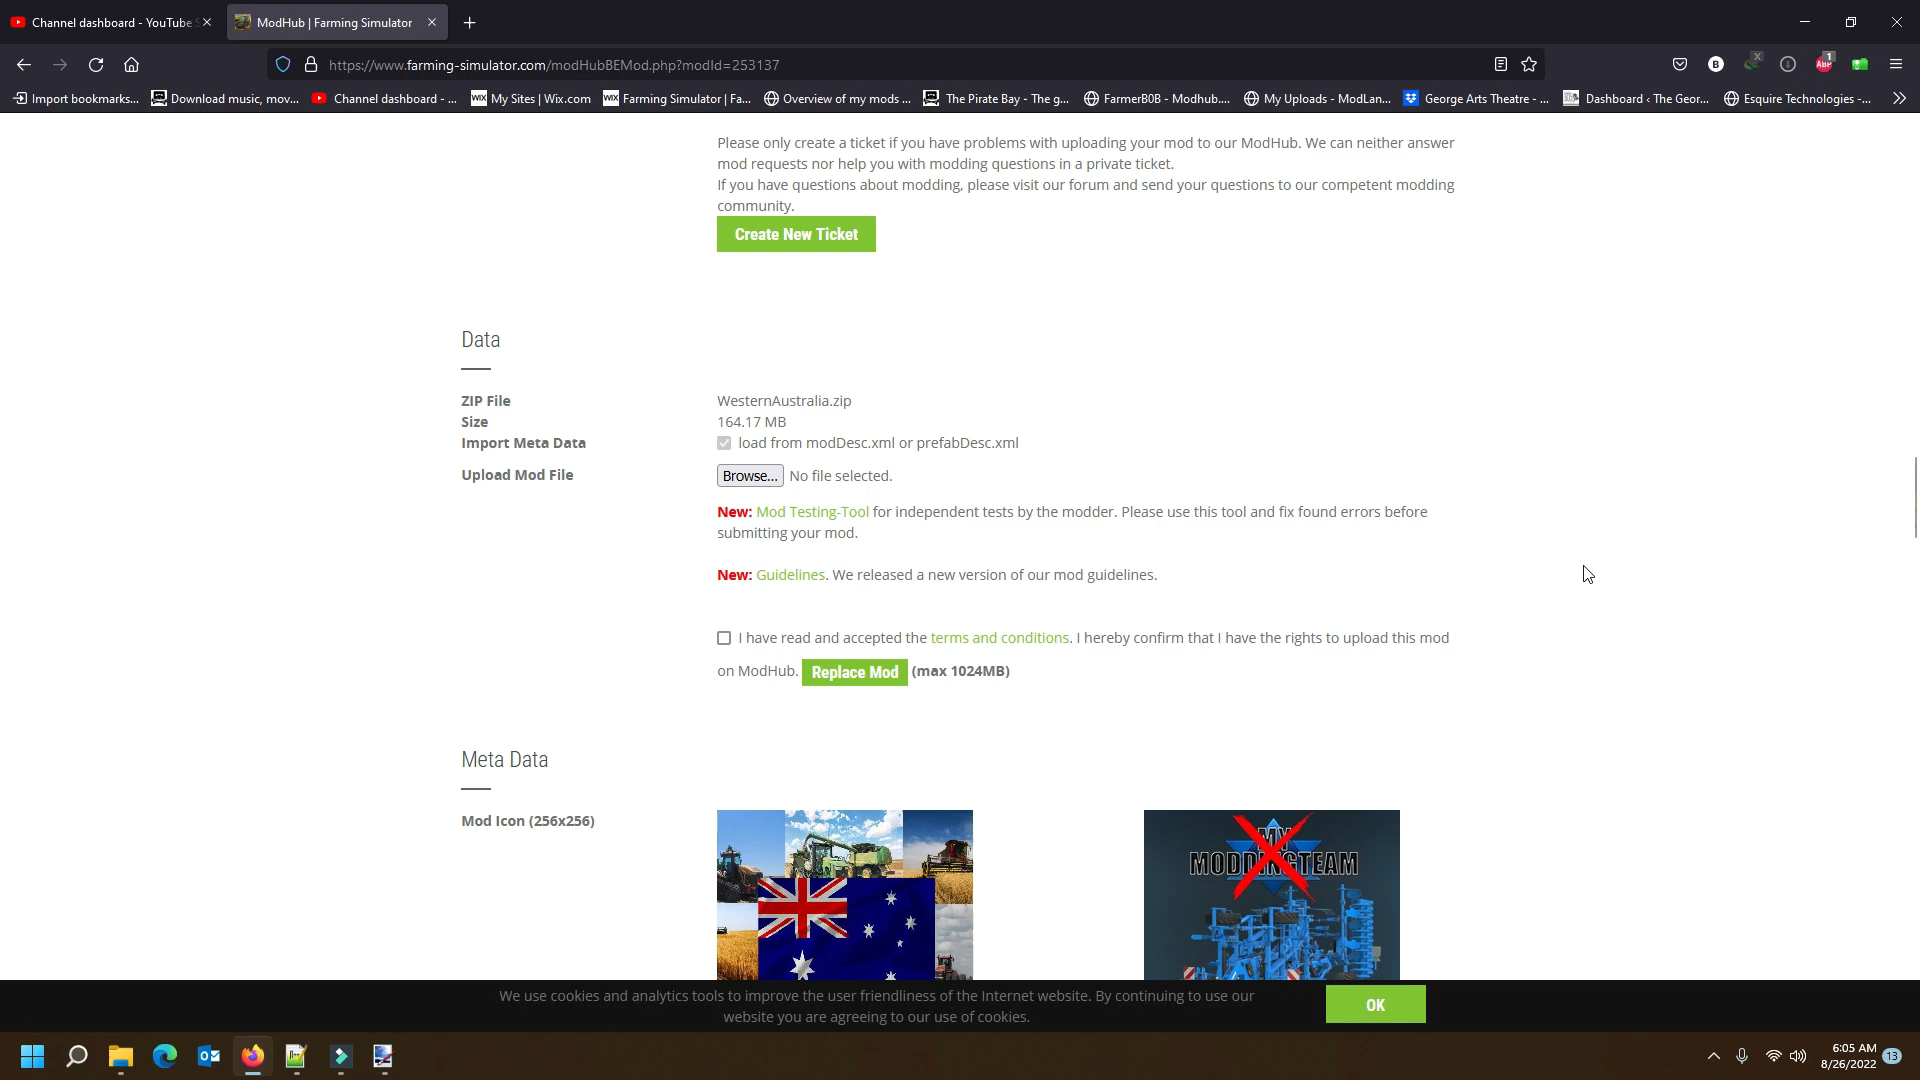 Channel dashboard - YouTube S
ModHub | Farming Simulator
https://www.farming-simulator.com/modHubBEMod.php?modId=253137
Import bookmarks...
Download music, mov...
Channel dashboard - ...
My Sites | Wix.com
Farming Simulator | Fa...
Overview of my mods ...
The Pirate Bay - The g...
FarmerB0B - Modhub....
My Uploads - ModLan...
George Arts Theatre - ...
Dashboard ‹ The Geor...
Esquire Technologies -...
Please only create a ticket if you have problems with uploading your mod to our ModHub. We can neither answer
mod requests nor help you with modding questions in a private ticket.
If you have questions about modding, please visit our forum and send your questions to our competent modding
community.
Create New Ticket
Data
ZIP File WesternAustralia.zip
Size 164.17 MB
Import Meta Data load from modDesc.xml or prefabDesc.xml
Upload Mod File Browse... No file selected.
New: Mod Testing-Tool for independent tests by the modder. Please use this tool and fix found errors before
submitting your mod.
New: Guidelines. We released a new version of our mod guidelines.
I have read and accepted the terms and conditions. I hereby confirm that I have the rights to upload this mod
on ModHub. Replace Mod (max 1024MB)
Meta Data
Mod Icon (256x256)
MY
MODDINGTEAM
We use cookies and analytics tools to improve the user friendliness of the Internet website. By continuing to use our
website you are agreeing to our use of cookies.
OK
6:05 AM
8/26/2022
13